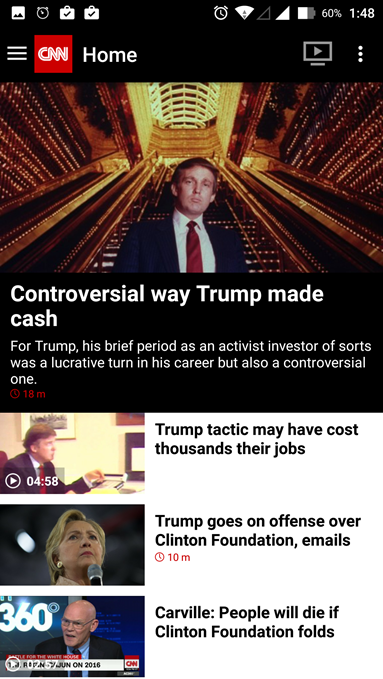 60% 1:48
CNN Home
Controversial way Trump made
cash
For Trump, his brief period as an activist investor of sorts
was a lucrative turn in his career but also a controversial
one.
18 m
Trump tactic may have cost
thousands their jobs
04:58
Trump goes on offense over
Clinton Foundation, emails
10 m
Carville: People will die if
Clinton Foundation folds
360°
BATTLE FOR THE WHITE HOUSE
ON 2016
CNN